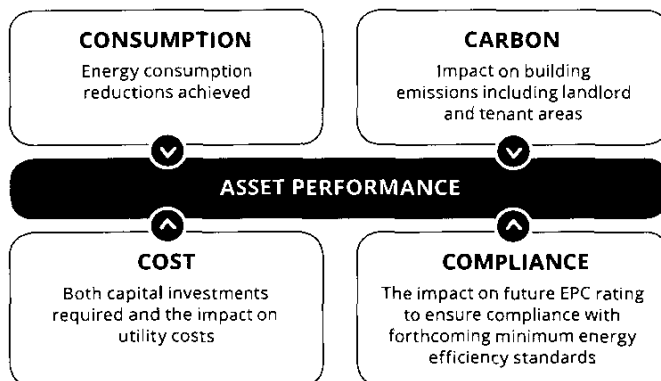 CONSUMPTION
Energy consumption
reductions achieved
CARBON
Impact on building
emissions including landlord
and tenant areas
ASSET PERFORMANCE
COST
Both capital investments
required and the impact on
utility costs
COMPLIANCE
The impact on future EPC rating
to ensure compliance with
forthcoming minimum energy
efficiency standards